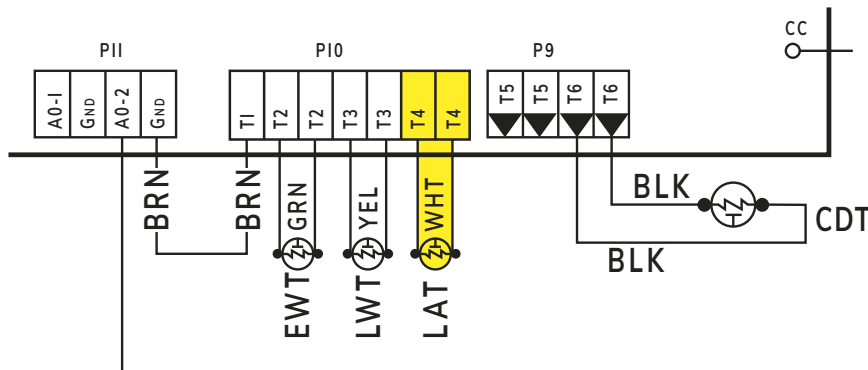 CC
P11 P10 P9
A0-1 GND A0-2 GND T1 T2 T2 T3 T3 T4 T4 T5 T5 T6 T6
BRN BRN GRN YEL WHT BLK
CDT
BLK
EWT LWT LAT